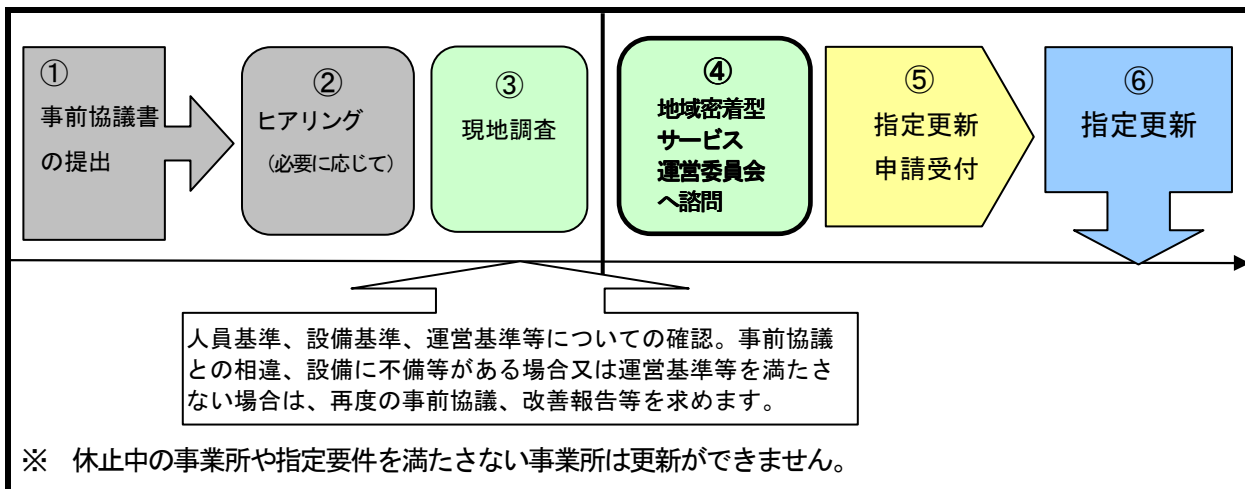 ①
事前協議書
の提出
②
ヒアリング
（必要に応じて）
③
現地調査
④
地域密着型
サービス
運営委員会
へ諮問
⑤
指定更新
申請受付
⑥
指定更新
人員基準、設備基準、運営基準等についての確認。事前協議
との相違、設備に不備等がある場合又は運営基準等を満たさ
ない場合は、再度の事前協議、改善報告等を求めます。
※　休止中の事業所や指定要件を満たさない事業所は更新ができません。